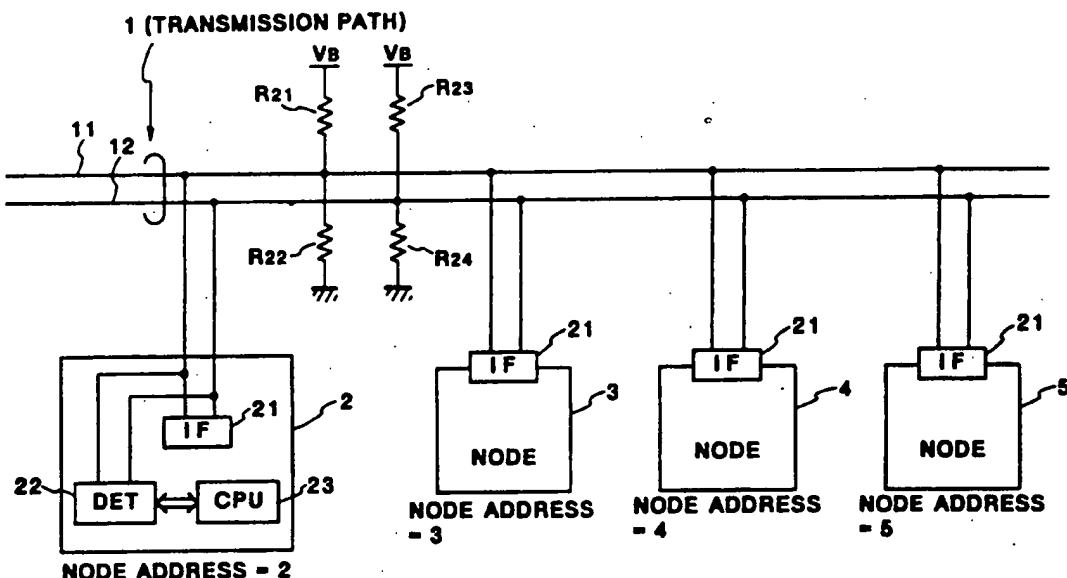 1 (TRANSMISSION PATH)
VB VB
R21 R23
11
12
R22 R24
21 21 21
IF IF IF
2 3 4 5
21
IF
NODE NODE NODE
22 DET CPU 23
NODE ADDRESS = 3
NODE ADDRESS = 4
NODE ADDRESS = 5
NODE ADDRESS = 2